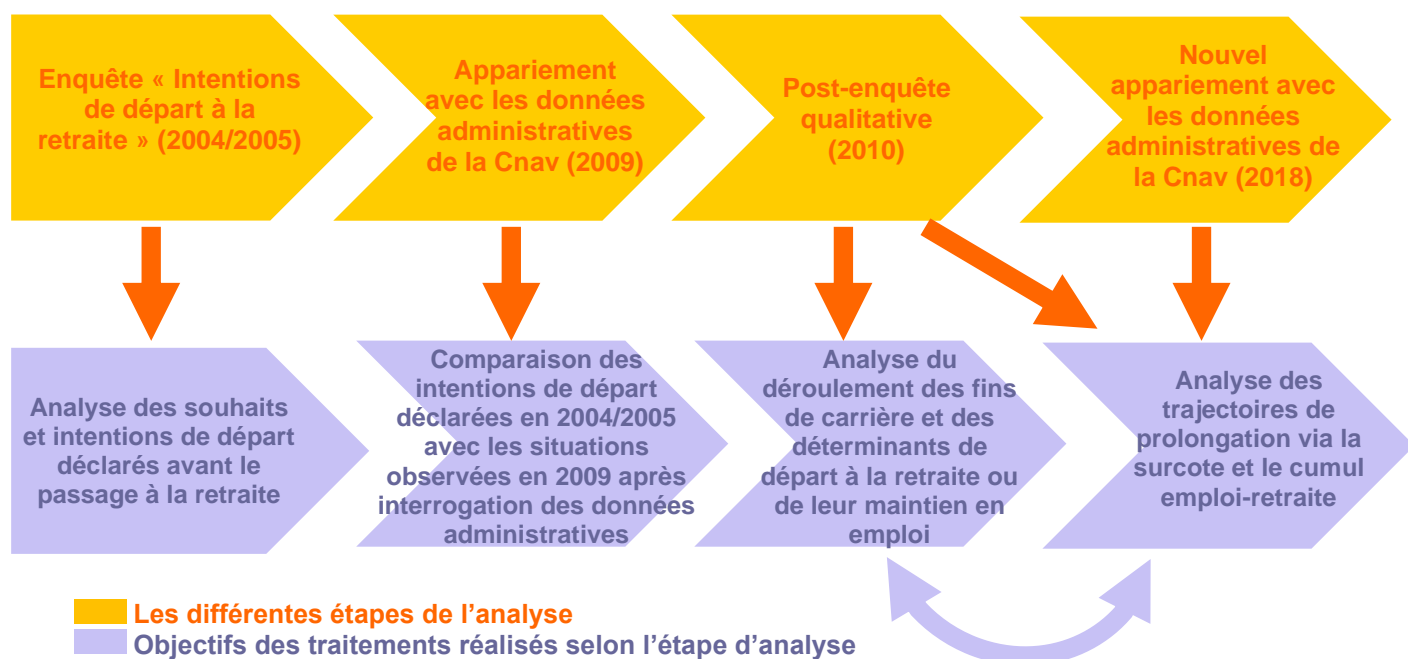 Enquête « Intentions
de départ à la
retraite » (2004/2005)
Appariement
avec les données
administratives
de la Cnav (2009)
Post-enquête
qualitative
(2010)
Nouvel
appariement avec
les données
administratives de
la Cnav (2018)
Analyse des souhaits
et intentions de départ
déclarés avant le
passage à la retraite
Comparaison des
intentions de départ
déclarées en 2004/2005
avec les situations
observées en 2009 après
interrogation des données
administratives
Analyse du
déroulement des fins
de carrière et des
déterminants de
départ à la retraite ou
de leur maintien en
emploi
Analyse des
trajectoires de
prolongation via la
surcote et le cumul
emploi-retraite
Les différentes étapes de l'analyse
Objectifs des traitements réalisés selon l'étape d'analyse